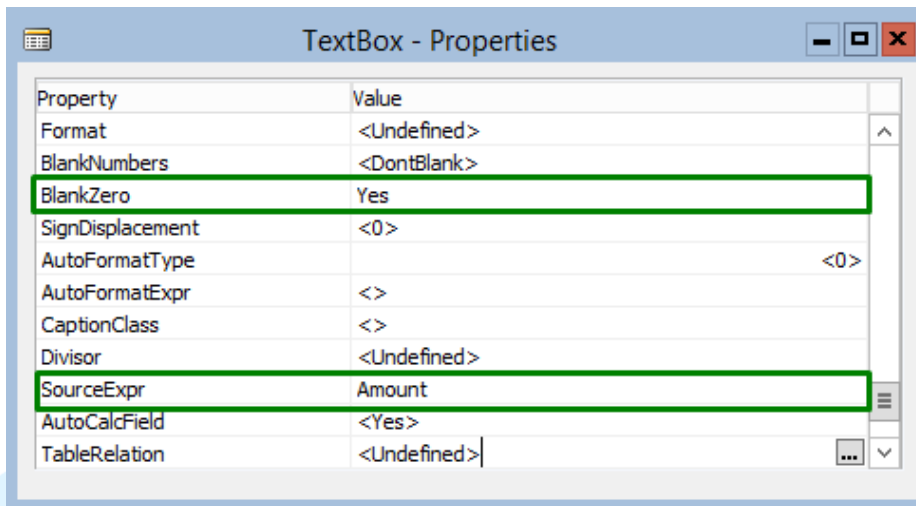 TextBox - Properties
Property Value
Format <Undefined>
BlankNumbers <DontBlank>
BlankZero Yes
SignDisplacement <0>
AutoFormatType <0>
AutoFormatExpr <>
CaptionClass <>
Divisor <Undefined>
SourceExpr Amount
AutoCalcField <Yes>
TableRelation <Undefined> ...